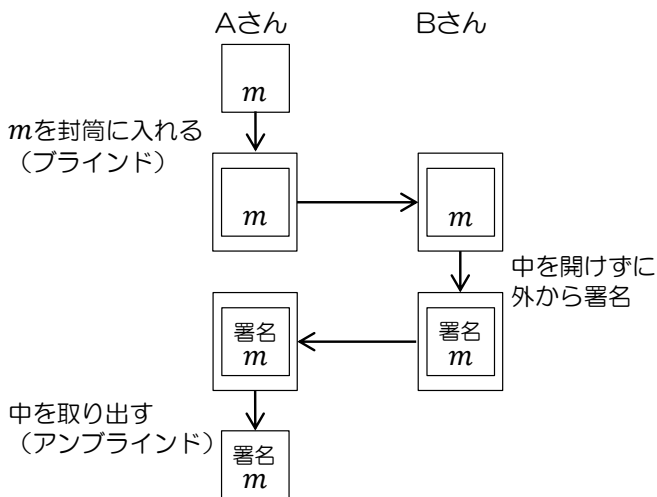 Aさん
Bさん
m
mを封筒に入れる
(ブラインド)
m
m
中を開けずに
外から署名
署名
m
署名
m
中を取り出す
(アンブラインド)
署名
m